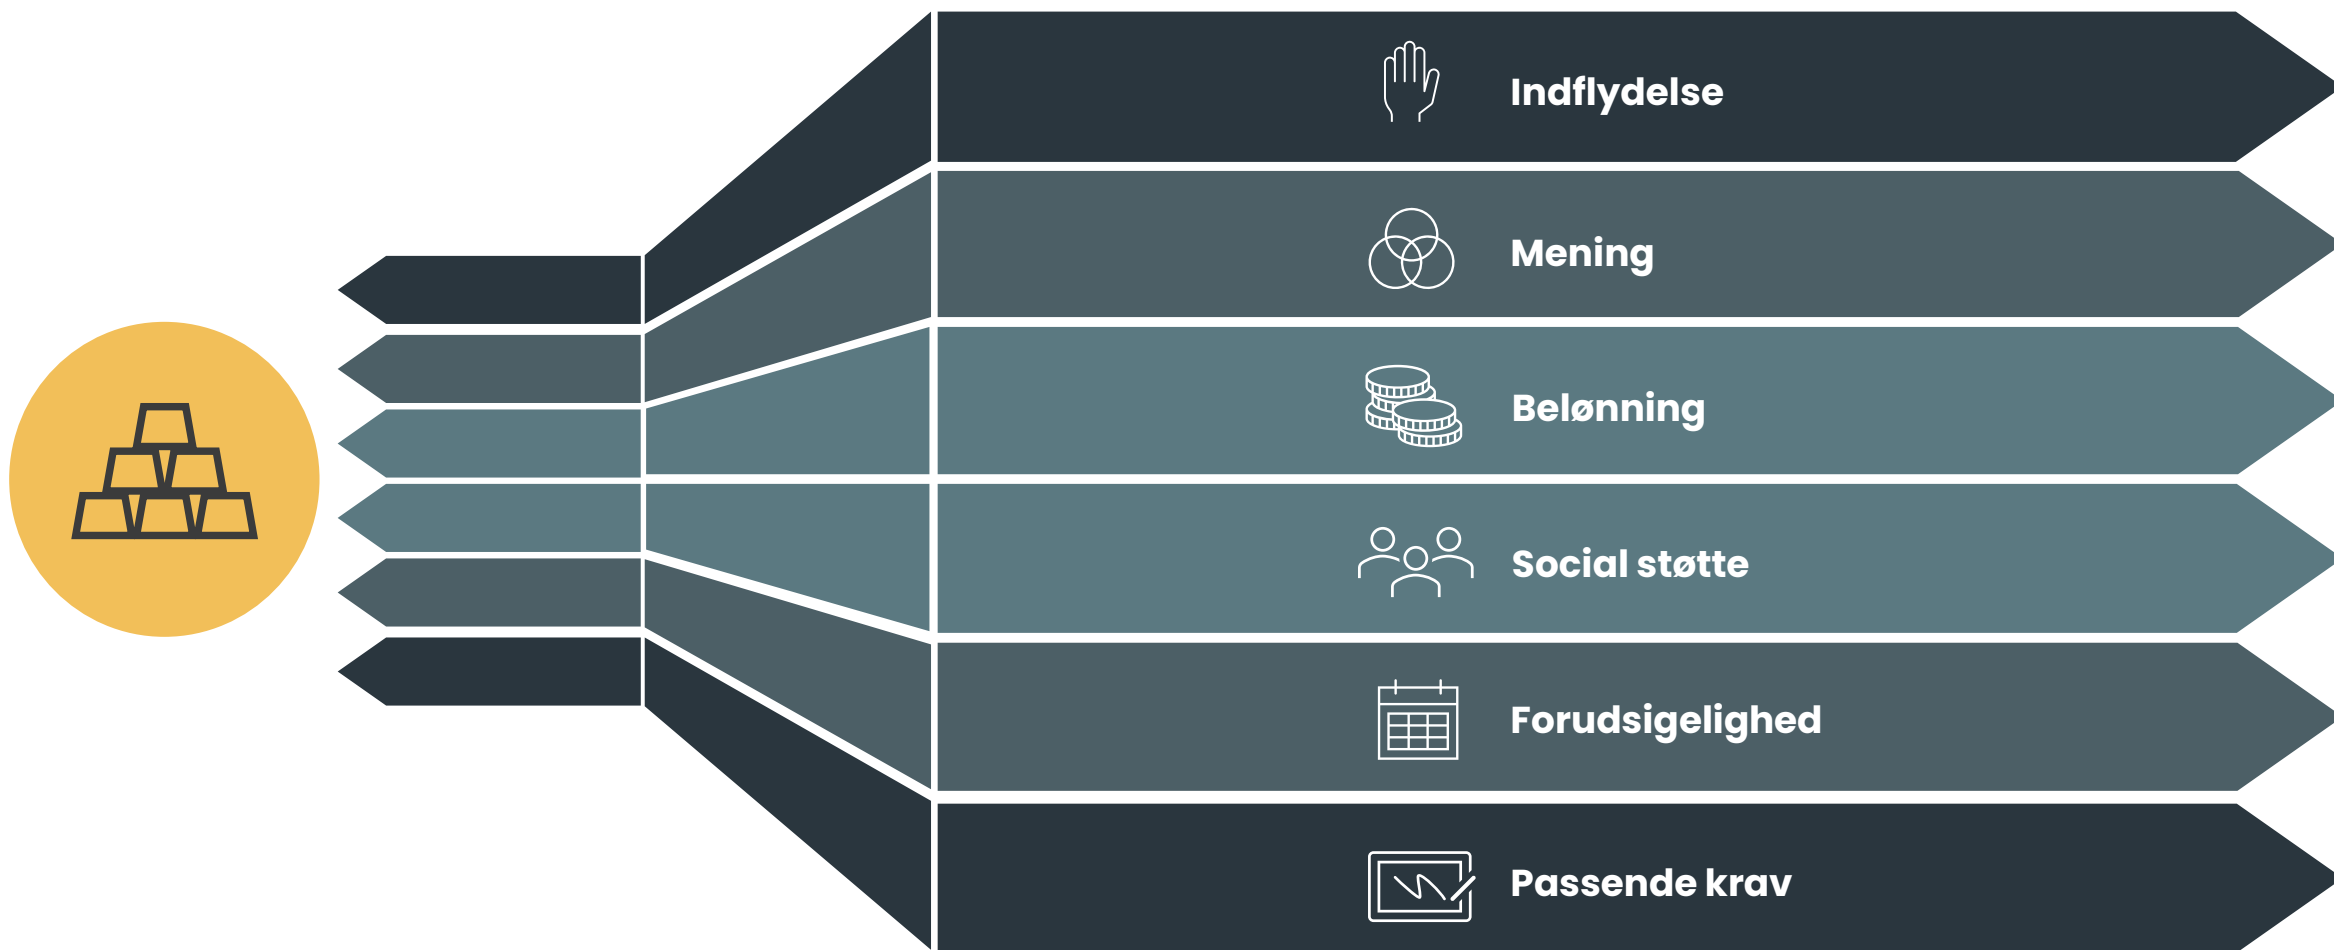 Indflydelse
Mening
Belønning
Social støtte
Forudsigelighed
Passende krav